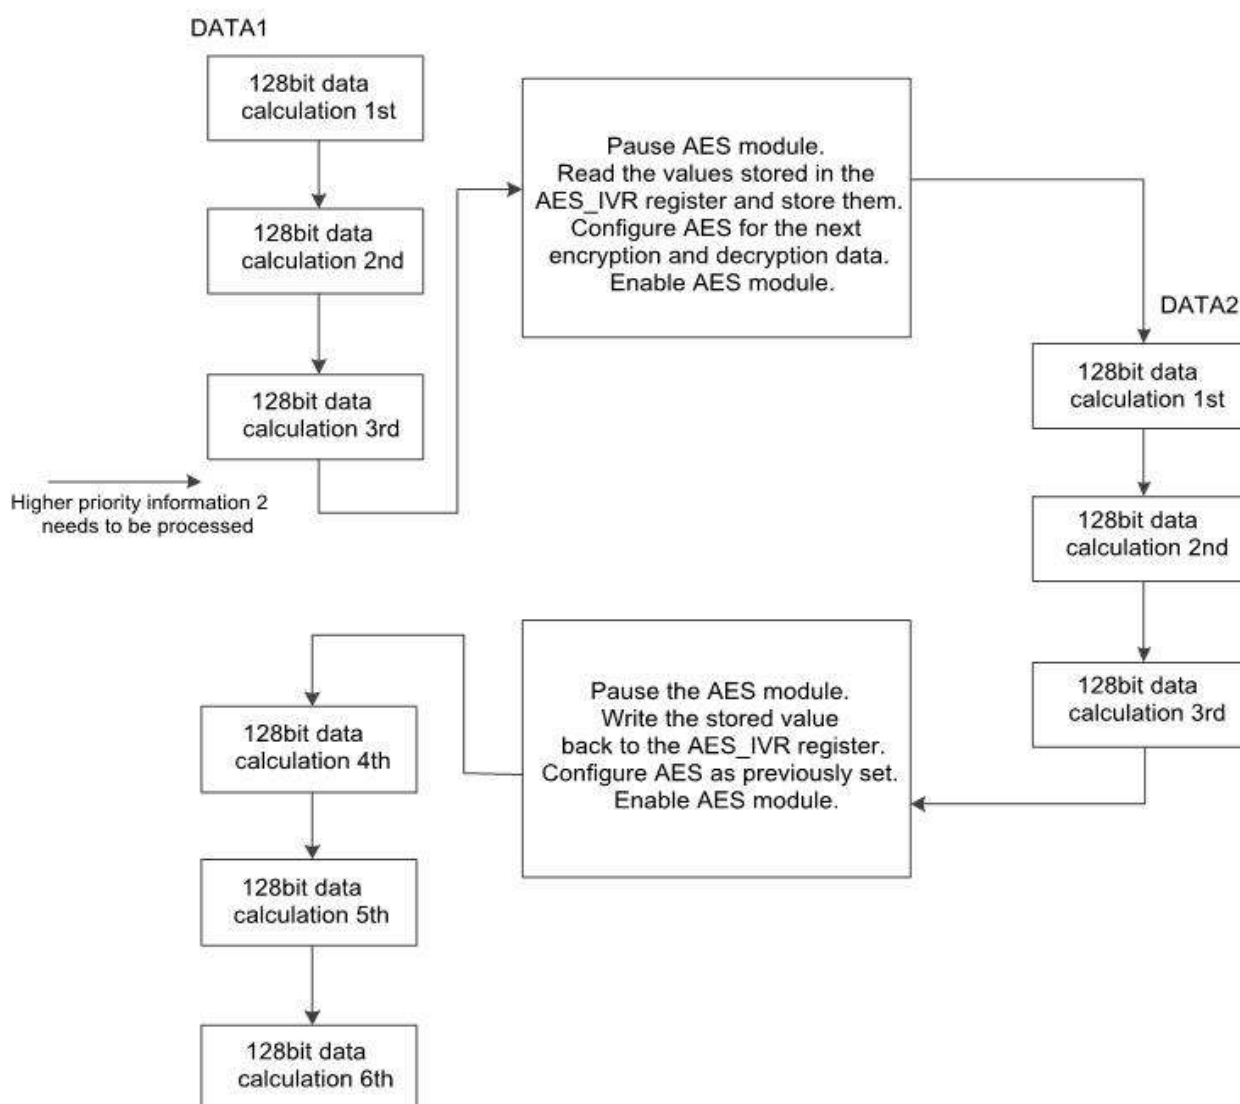 DATA1
128bit data
calculation 1st
128bit data
calculation 2nd
128bit data
calculation 3rd
Higher priority information 2
needs to be processed
Pause AES module.
Read the values stored in the
AES_IVR register and store them.
Configure AES for the next
encryption and decryption data.
Enable AES module.
DATA2
128bit data
calculation 1st
128bit data
calculation 2nd
128bit data
calculation 3rd
Pause the AES module.
Write the stored value
back to the AES_IVR register.
Configure AES as previously set.
Enable AES module.
128bit data
calculation 4th
128bit data
calculation 5th
128bit data
calculation 6th